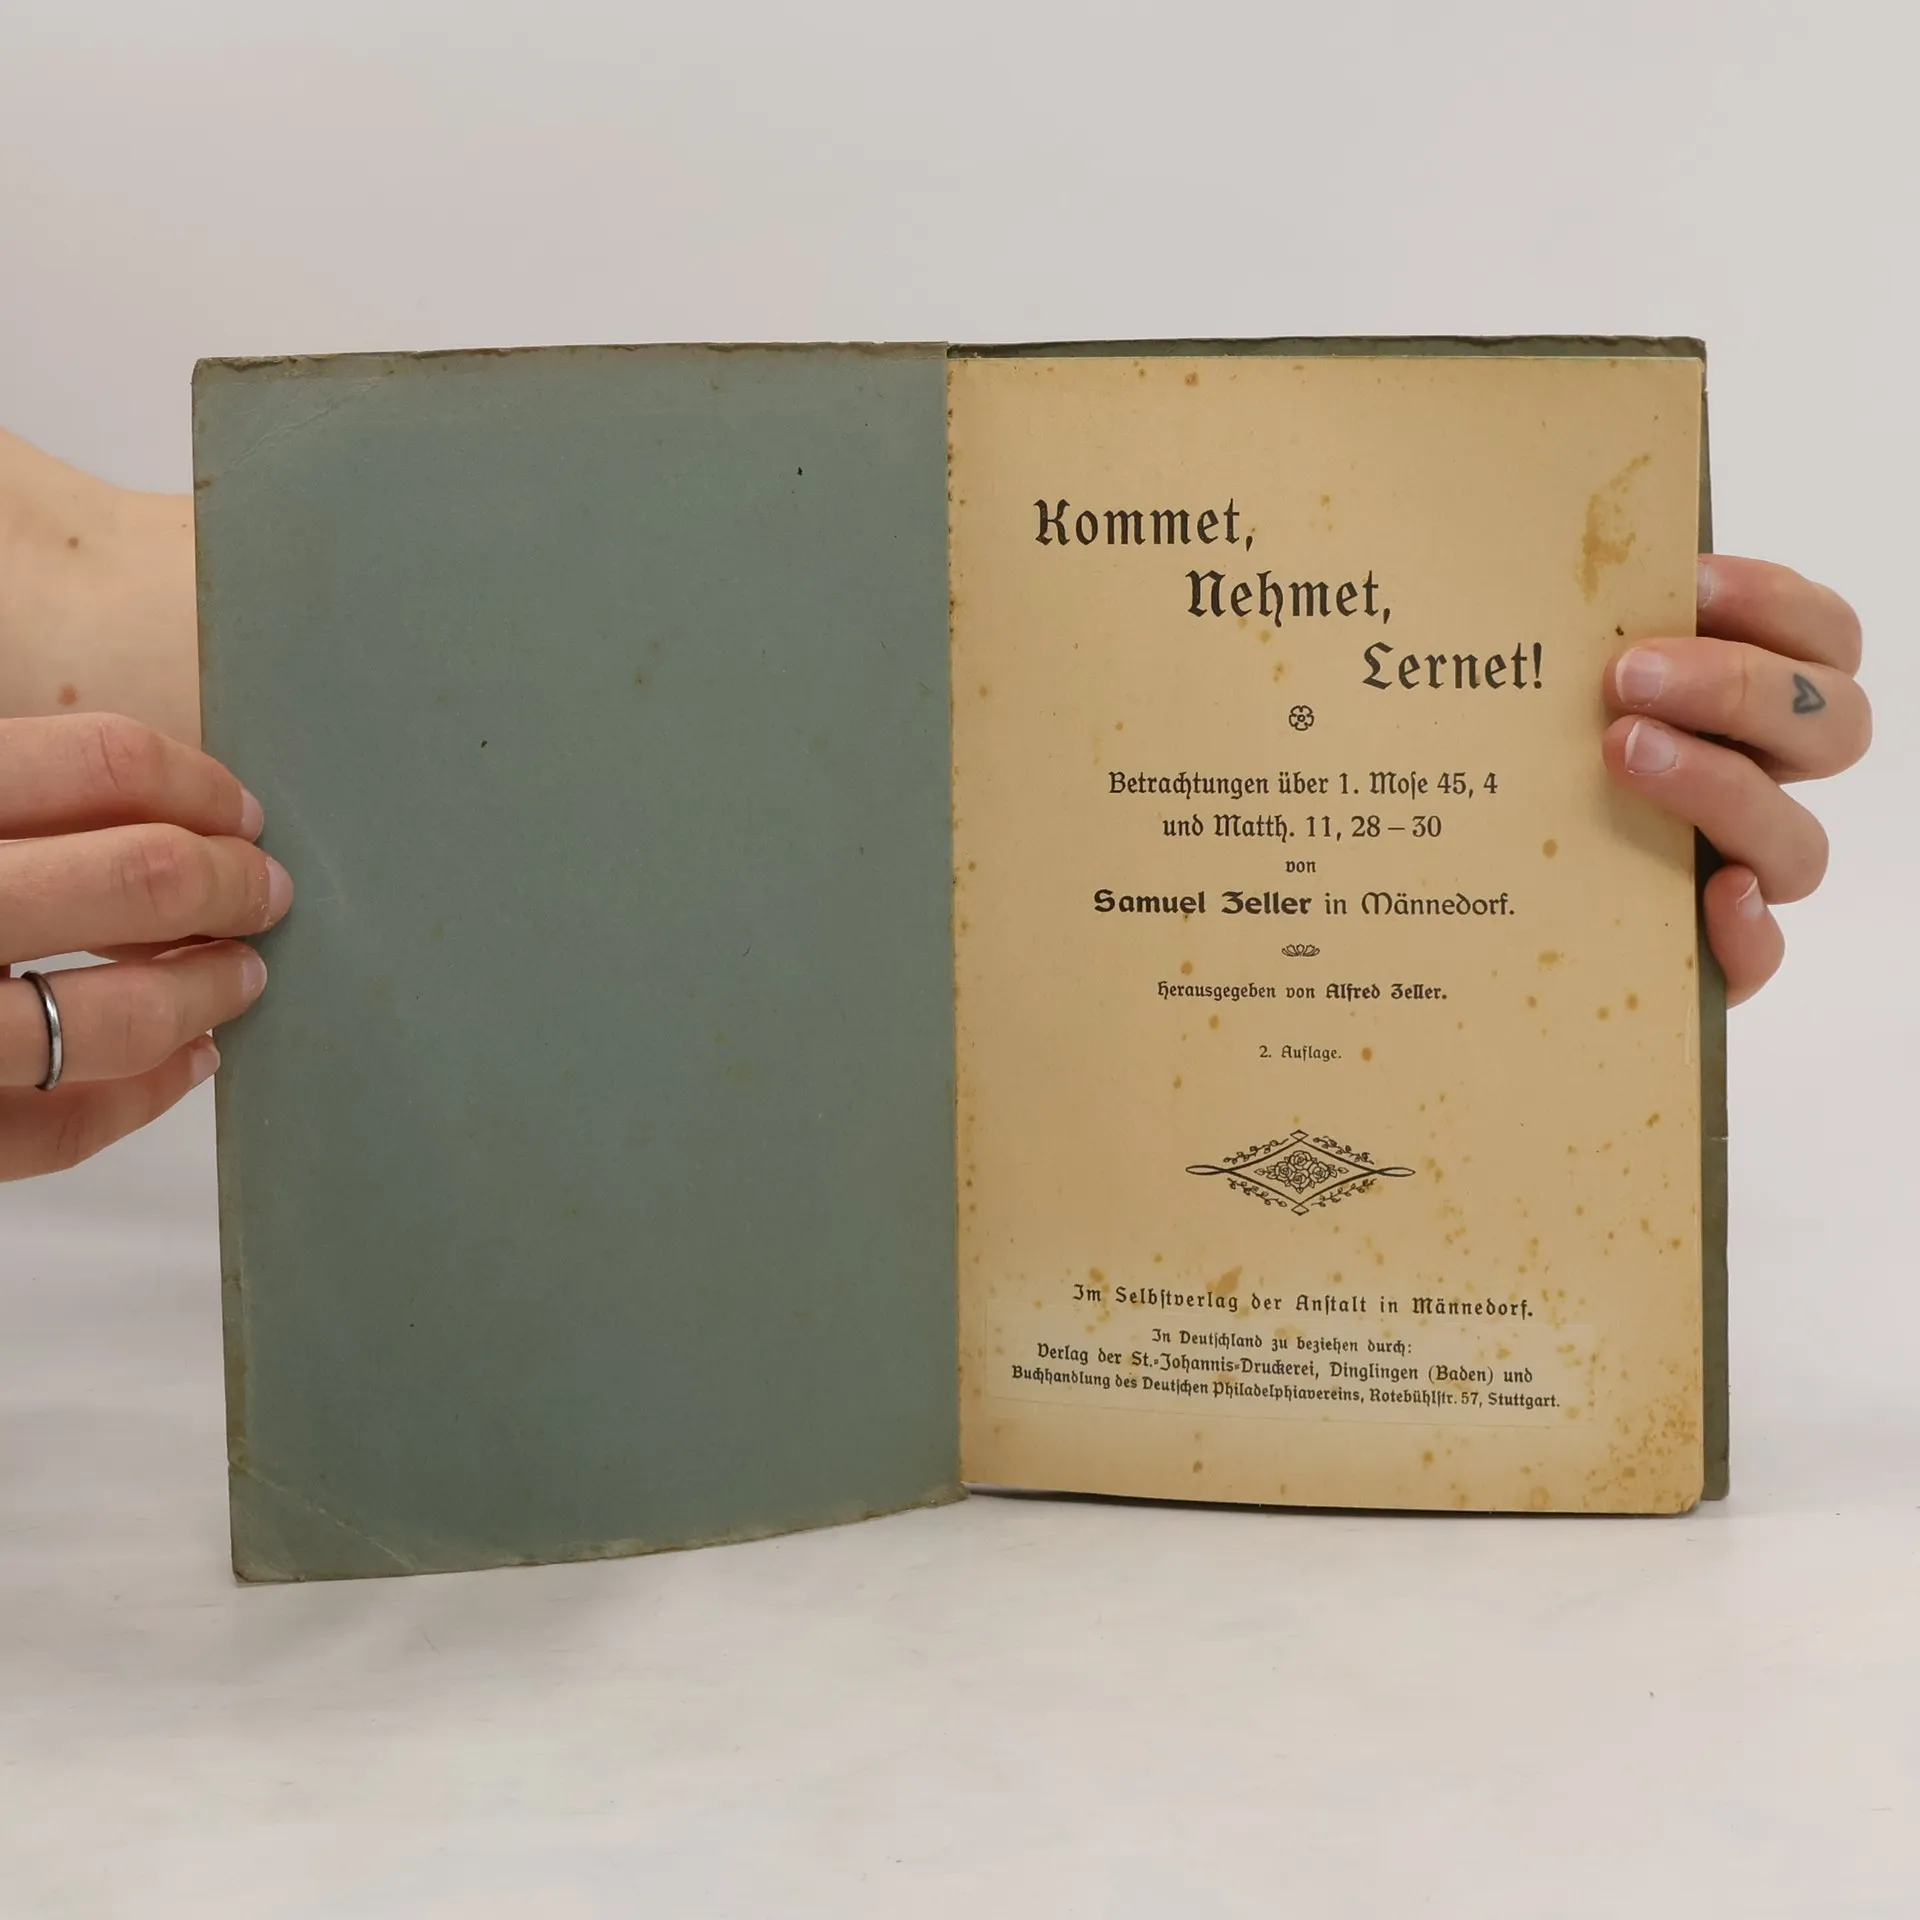 Kommet,
Nehmet,
Lernet!
Betrachtungen über 1. Moſe 45, 4
und Matth. 11, 28 – 30
von
Samuel Zeller in Männedorf.
Herausgegeben von Alfred Zeller.
2. Auflage.
Im Selbſtverlag der Anſtalt in Männedorf.
In Deutſchland zu beziehen durch:
Verlag der St.-Johannis-Druckerei, Dinglingen (Baden) und
Buchhandlung des Deutſchen Philadelphiavereins, Rotebühlſtr. 57, Stuttgart.